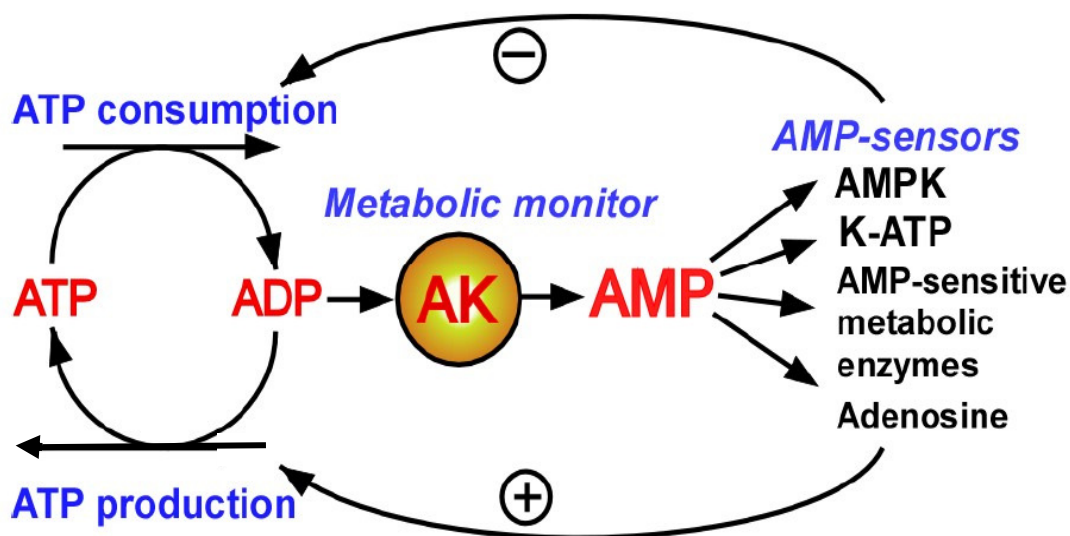 −
ATP consumption
AMP-sensors
AMPK
Metabolic monitor
K-ATP
ATP
ADP
AK
AMP
AMP-sensitive
metabolic
enzymes
Adenosine
ATP production
+